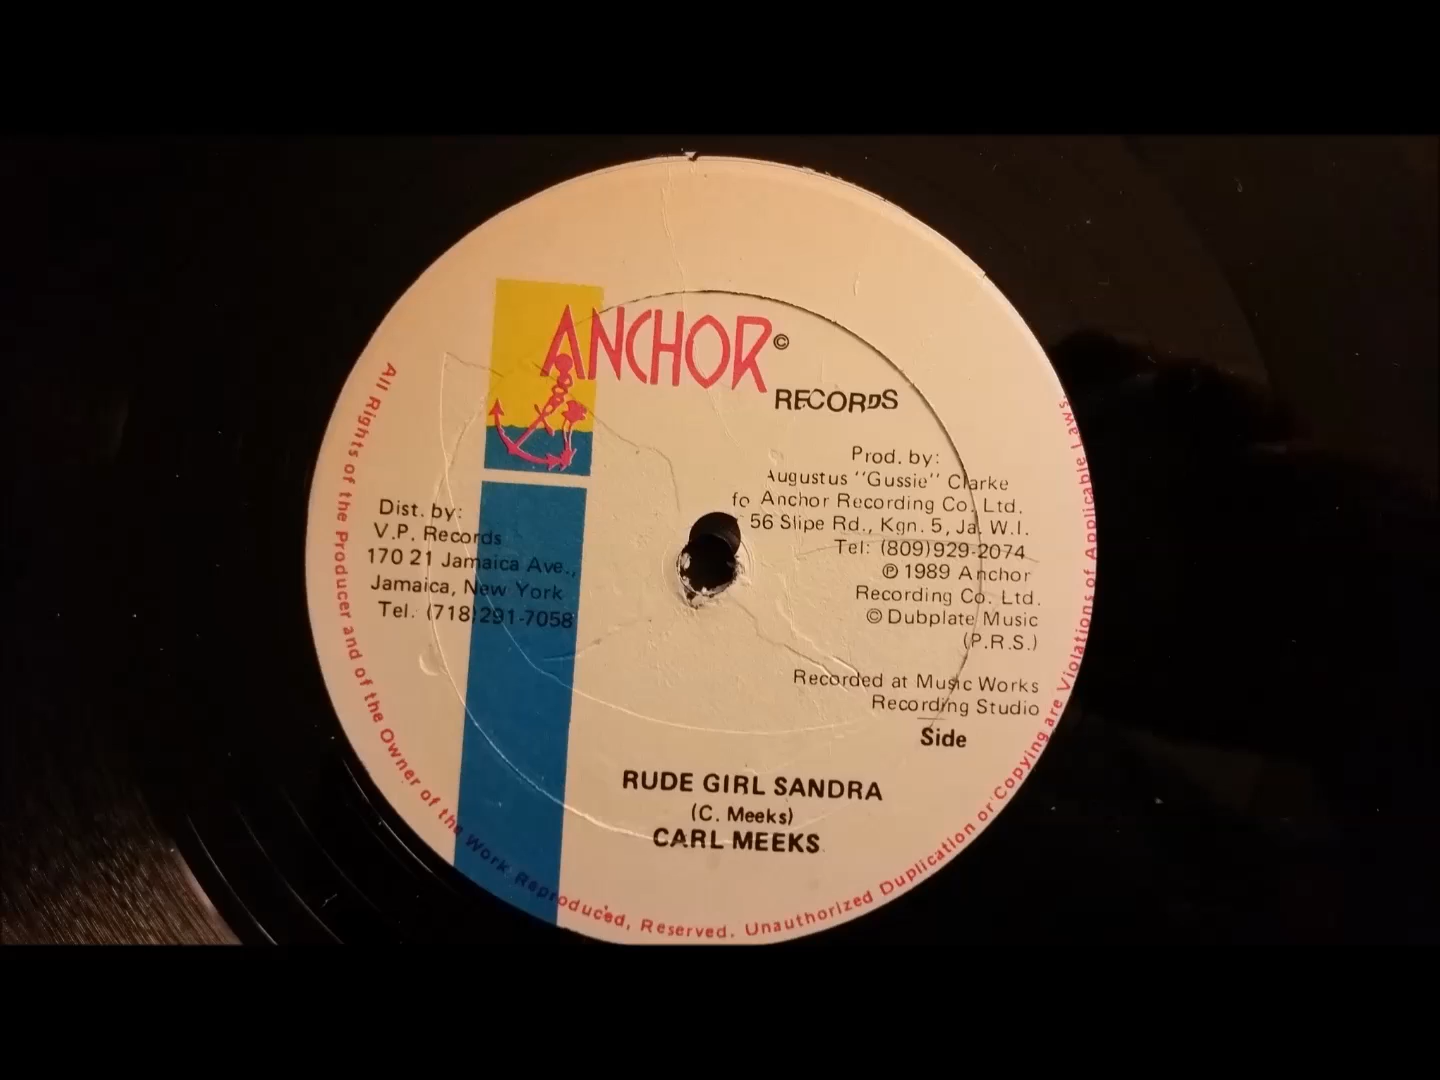 ANCHOR©
RECORDS
Prod. by:
Augustus "Gussie" Clarke
fo Anchor Recording Co. Ltd.
56 Slipe Rd., Kgn. 5, Ja. W.I.
Tel: (809)929-2074
℗ 1989 Anchor
Recording Co. Ltd.
© Dubplate Music
(P.R.S.)
Recorded at Music Works
Recording Studio
Side
Dist. by:
V.P. Records
170 21 Jamaica Ave.,
Jamaica, New York
Tel. (718)291-7058
RUDE GIRL SANDRA
(C. Meeks)
CARL MEEKS
All Rights of the Producer and of the Owner of the Work Reproduced, Reserved. Unauthorized Duplication or Copying are Violations of Applicable Laws.